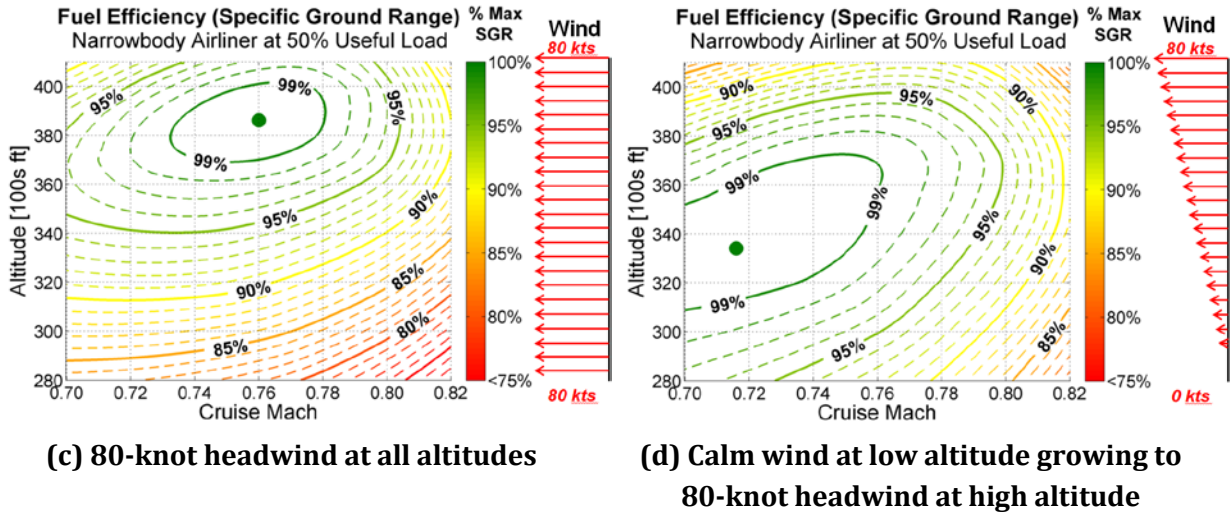 Fuel Efficiency (Specific Ground Range)
Narrowbody Airliner at 50% Useful Load
% Max
SGR
Wind
80 kts
Altitude [100s ft]
400
380
360
340
320
300
280
95%
99%
95%
99%
95%
90%
90%
85%
80%
0.70
0.72
0.74
0.76
0.78
0.80
0.82
Cruise Mach
100%
95%
90%
85%
80%
<75%
80 kts
(c) 80-knot headwind at all altitudes
Fuel Efficiency (Specific Ground Range)
Narrowbody Airliner at 50% Useful Load
% Max
SGR
Wind
80 kts
Altitude [100s ft]
400
380
360
340
320
300
280
90%
95%
95%
90%
99%
99%
95%
99%
90%
95%
85%
0.70
0.72
0.74
0.76
0.78
0.80
0.82
Cruise Mach
100%
95%
90%
85%
80%
<75%
0 kts
(d) Calm wind at low altitude growing to
80-knot headwind at high altitude